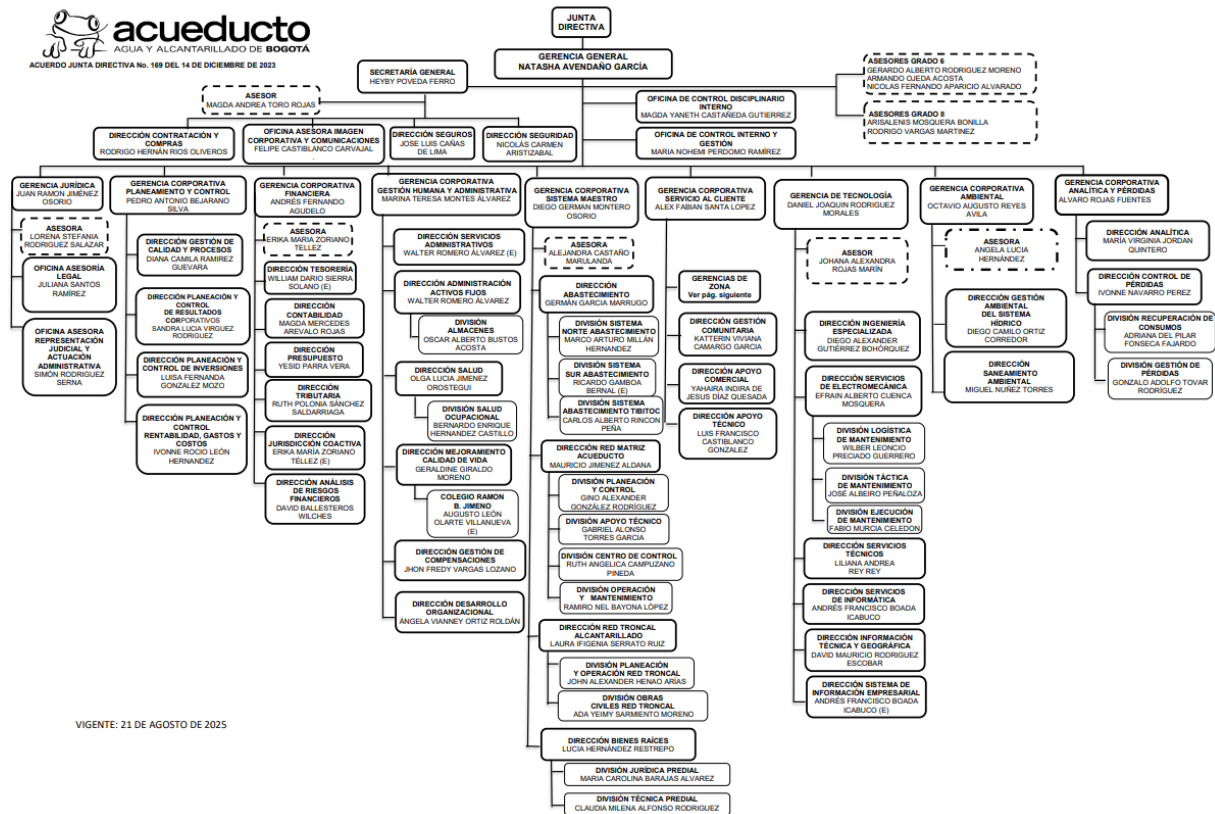 acueducto
AGUA Y ALCANTARILLADO DE BOGOTÁ
ACUERDO JUNTA DIRECTIVA No. 169 DEL 14 DE DICIEMBRE DE 2023
JUNTA
DIRECTIVA
GERENCIA GENERAL
NATASHA AVENDAÑO GARCÍA
SECRETARÍA GENERAL
HEYBY POVEDA FERRO
ASESORES GRADO 6
GERARDO ALBERTO RODRIGUEZ MORENO
ARMANDO OJEDA ACOSTA
NICOLAS FERNANDO APARICIO ALVARADO
ASESOR
MAGDA ANDREA TORO ROJAS
OFICINA DE CONTROL DISCIPLINARIO
INTERNO
MAGDA YANETH CASTAÑEDA GUTIERREZ
ASESORES GRADO 8
ARISALENIS MOSQUERA BONILLA
RODRIGO VARGAS MARTINEZ
DIRECCIÓN CONTRATACIÓN Y
COMPRAS
RODRIGO HERNÁN RIOS OLIVEROS
OFICINA ASESORA IMAGEN
CORPORATIVA Y COMUNICACIONES
FELIPE CASTIBLANCO CARVAJAL
.
DIRECCIÓN SEGUROS
JOSE LUIS CAÑAS
DE LIMA
DIRECCIÓN SEGURIDAD
NICOLÁS CARMEN
ARISTIZABAL
OFICINA DE CONTROL INTERNO Y
GESTIÓN
MARIA NOHEMI PERDOMO RAMÍREZ
GERENCIA JURÍDICA
JUAN RAMON JIMÉNEZ
OSORIO
ASESORA
LORENA STEFANIA
RODRIGUEZ SALAZAR
OFICINA ASESORÍA
LEGAL
JULIANA SANTOS
RAMÍREZ
OFICINA ASESORA
REPRESENTACIÓN
JUDICIAL Y
ACTUACIÓN
ADMINISTRATIVA
SIMÓN RODRIGUEZ
SERNA
GERENCIA CORPORATIVA
PLANEAMIENTO Y CONTROL
PEDRO ANTONIO BEJARANO
SILVA
DIRECCIÓN GESTIÓN DE
CALIDAD Y PROCESOS
DIANA CAMILA RAMIREZ
GUEVARA
DIRECCIÓN PLANEACIÓN Y
CONTROL
DE RESULTADOS
CORPORATIVOS
SANDRA LUCIA VIRGUEZ
RODRIGUEZ
DIRECCIÓN PLANEACIÓN Y
CONTROL DE INVERSIONES
LUISA FERNANDA
GONZALEZ MOZO
DIRECCIÓN PLANEACIÓN Y
CONTROL
RENTABILIDAD, GASTOS Y
COSTOS
IVONNE ROCIO LEÓN
HERNANDEZ
GERENCIA CORPORATIVA
FINANCIERA
ANDRÉS FERNANDO
AGUDELO
ASESORA
ERIKA MARIA ZORIANO
TELLEZ
DIRECCIÓN TESORERÍA
WILLIAM DARIO SIERRA
SOLANO (E)
DIRECCIÓN
CONTABILIDAD
MAGDA MERCEDES
AREVALO ROJAS
DIRECCIÓN
PRESUPUESTO
YESID PARRA VERA
DIRECCIÓN
TRIBUTARIA
RUTH POLONIA SÁNCHEZ
SALDARRIAGA
DIRECCIÓN
JURISDICCIÓN COACTIVA
ERIKA MARÍA ZORIANO
TÉLLEZ (E)
DIRECCIÓN ANÁLISIS
DE RIESGOS
FINANCIEROS
DAVID BALLESTEROS
WILCHES
GERENCIA CORPORATIVA
GESTIÓN HUMANA Y ADMINISTRATIVA
MARINA TERESA MONTES ÁLVAREZ
DIRECCIÓN SERVICIOS
ADMINISTRATIVOS
WALTER ROMERO ÁLVAREZ (E)
DIRECCIÓN ADMINISTRACIÓN
ACTIVOS FIJOS
WALTER ROMERO ÁLVAREZ
DIVISIÓN
ALMACENES
OSCAR ALBERTO BUSTOS
ACOSTA
DIRECCIÓN SALUD
OLGA LUCIA JIMENEZ
OROSTEGUI
DIVISIÓN SALUD
OCUPACIONAL
BERNARDO ENRIQUE
HERNANDEZ CASTILLO
DIRECCIÓN MEJORAMIENTO
CALIDAD DE VIDA
GERALDINE GIRALDO
MORENO
COLEGIO RAMON
B. JIMENO
AUGUSTO LEÓN
OLARTE VILLANUEVA
(E)
DIRECCIÓN GESTIÓN DE
COMPENSACIONES
JHON FREDY VARGAS LOZANO
DIRECCIÓN DESARROLLO
ORGANIZACIONAL
ÁNGELA VIANNEY ORTIZ ROLDÁN
GERENCIA CORPORATIVA
SISTEMA MAESTRO
DIEGO GERMAN MONTERO
OSORIO
ASESORA
ALEJANDRA CASTAÑO
MARULANDA
DIRECCIÓN
ABASTECIMIENTO
GERMÁN GARCIA MARRUGO
DIVISIÓN SISTEMA
NORTE ABASTECIMIENTO
MARCO ARTURO MILLÁN
HERNANDEZ
DIVISIÓN SISTEMA
SUR ABASTECIMIENTO
RICARDO GAMBOA
BERNAL (E)
DIVISIÓN SISTEMA
ABASTECIMIENTO TIBITOC
CARLOS ALBERTO RINCON
PEÑA
DIRECCIÓN RED MATRIZ
ACUEDUCTO
MAURICIO JIMENEZ ALDANA
DIVISIÓN PLANEACIÓN
Y CONTROL
GINO ALEXANDER
GONZÁLEZ RODRÍGUEZ
DIVISIÓN APOYO TÉCNICO
GABRIEL ALONSO
TORRES GARCIA
DIVISIÓN CENTRO DE CONTROL
RUTH ANGELICA CAMPUZANO
PINEDA
DIVISIÓN OPERACIÓN
Y MANTENIMIENTO
RAMIRO NEL BAYONA LÓPEZ
DIRECCIÓN RED TRONCAL
ALCANTARILLADO
LAURA IFIGENIA SERRATO RUIZ
DIVISIÓN PLANEACIÓN
Y OPERACIÓN RED TRONCAL
JOHN ALEXANDER HENAO ARÍAS
DIVISIÓN OBRAS
CIVILES RED TRONCAL
ADA YEIMY SARMIENTO MORENO
DIRECCIÓN BIENES RAÍCES
LUCIA HERNÁNDEZ RESTREPO
DIVISIÓN JURÍDICA PREDIAL
MARIA CAROLINA BARAJAS ALVAREZ
DIVISIÓN TÉCNICA PREDIAL
CLAUDIA MILENA ALFONSO RODRIGUEZ
GERENCIA CORPORATIVA
SERVICIO AL CLIENTE
ALEX FABIAN SANTA LOPEZ
GERENCIAS DE
ZONA
Ver pág. siguiente
DIRECCIÓN GESTIÓN
COMUNITARIA
KATTERIN VIVIANA
CAMARGO GARCIA
DIRECCIÓN APOYO
COMERCIAL
YAHAIRA INDIRA DE
JESUS DÍAZ QUESADA
DIRECCIÓN APOYO
TÉCNICO
LUIS FRANCISCO
CASTIBLANCO
GONZALEZ
GERENCIA DE TECNOLOGÍA
DANIEL JOAQUIN RODRIGUEZ
MORALES
ASESOR
JOHANA ALEXANDRA
ROJAS MARÍN
DIRECCIÓN INGENIERÍA
ESPECIALIZADA
DIEGO ALEXANDER
GUTIÉRREZ BOHÓRQUEZ
DIRECCIÓN SERVICIOS
DE ELECTROMECÁNICA
EFRAIN ALBERTO CUENCA
MOSQUERA
DIVISIÓN LOGÍSTICA
DE MANTENIMIENTO
WILBER LEONCIO
PRECIADO GUERRERO
DIVISIÓN TÁCTICA
DE MANTENIMIENTO
JOSÉ ALBEIRO PEÑALOZA
DIVISIÓN EJECUCIÓN
DE MANTENIMIENTO
FABIO MURCIA CELEDON
DIRECCIÓN SERVICIOS
TÉCNICOS
LILIANA ANDREA
REY REY
DIRECCIÓN SERVICIOS
DE INFORMÁTICA
ANDRÉS FRANCISCO BOADA
ICABUCO
DIRECCIÓN INFORMACIÓN
TÉCNICA Y GEOGRÁFICA
DAVID MAURICIO RODRIGUEZ
ESCOBAR
DIRECCIÓN SISTEMA DE
INFORMACIÓN EMPRESARIAL
ANDRÉS FRANCISCO BOADA
ICABUCO (E)
GERENCIA CORPORATIVA
AMBIENTAL
OCTAVIO AUGUSTO REYES
AVILA
ASESORA
ANGELA LUCIA
HERNÁNDEZ
DIRECCIÓN GESTIÓN
AMBIENTAL
DEL SISTEMA
HÍDRICO
DIEGO CAMILO ORTIZ
CORREDOR
DIRECCIÓN
SANEAMIENTO
AMBIENTAL
MIGUEL NUÑEZ TORRES
GERENCIA CORPORATIVA
ANALÍTICA Y PÉRDIDAS
ALVARO ROJAS FUENTES
DIRECCIÓN ANALÍTICA
MARÍA VIRGINIA JORDAN
QUINTERO
DIRECCIÓN CONTROL DE
PÉRDIDAS
IVONNE NAVARRO PEREZ
DIVISIÓN RECUPERACIÓN DE
CONSUMOS
ADRIANA DEL PILAR
FONSECA FAJARDO
DIVISIÓN GESTIÓN DE
PÉRDIDAS
GONZALO ADOLFO TOVAR
RODRÍGUEZ
VIGENTE: 21 DE AGOSTO DE 2025